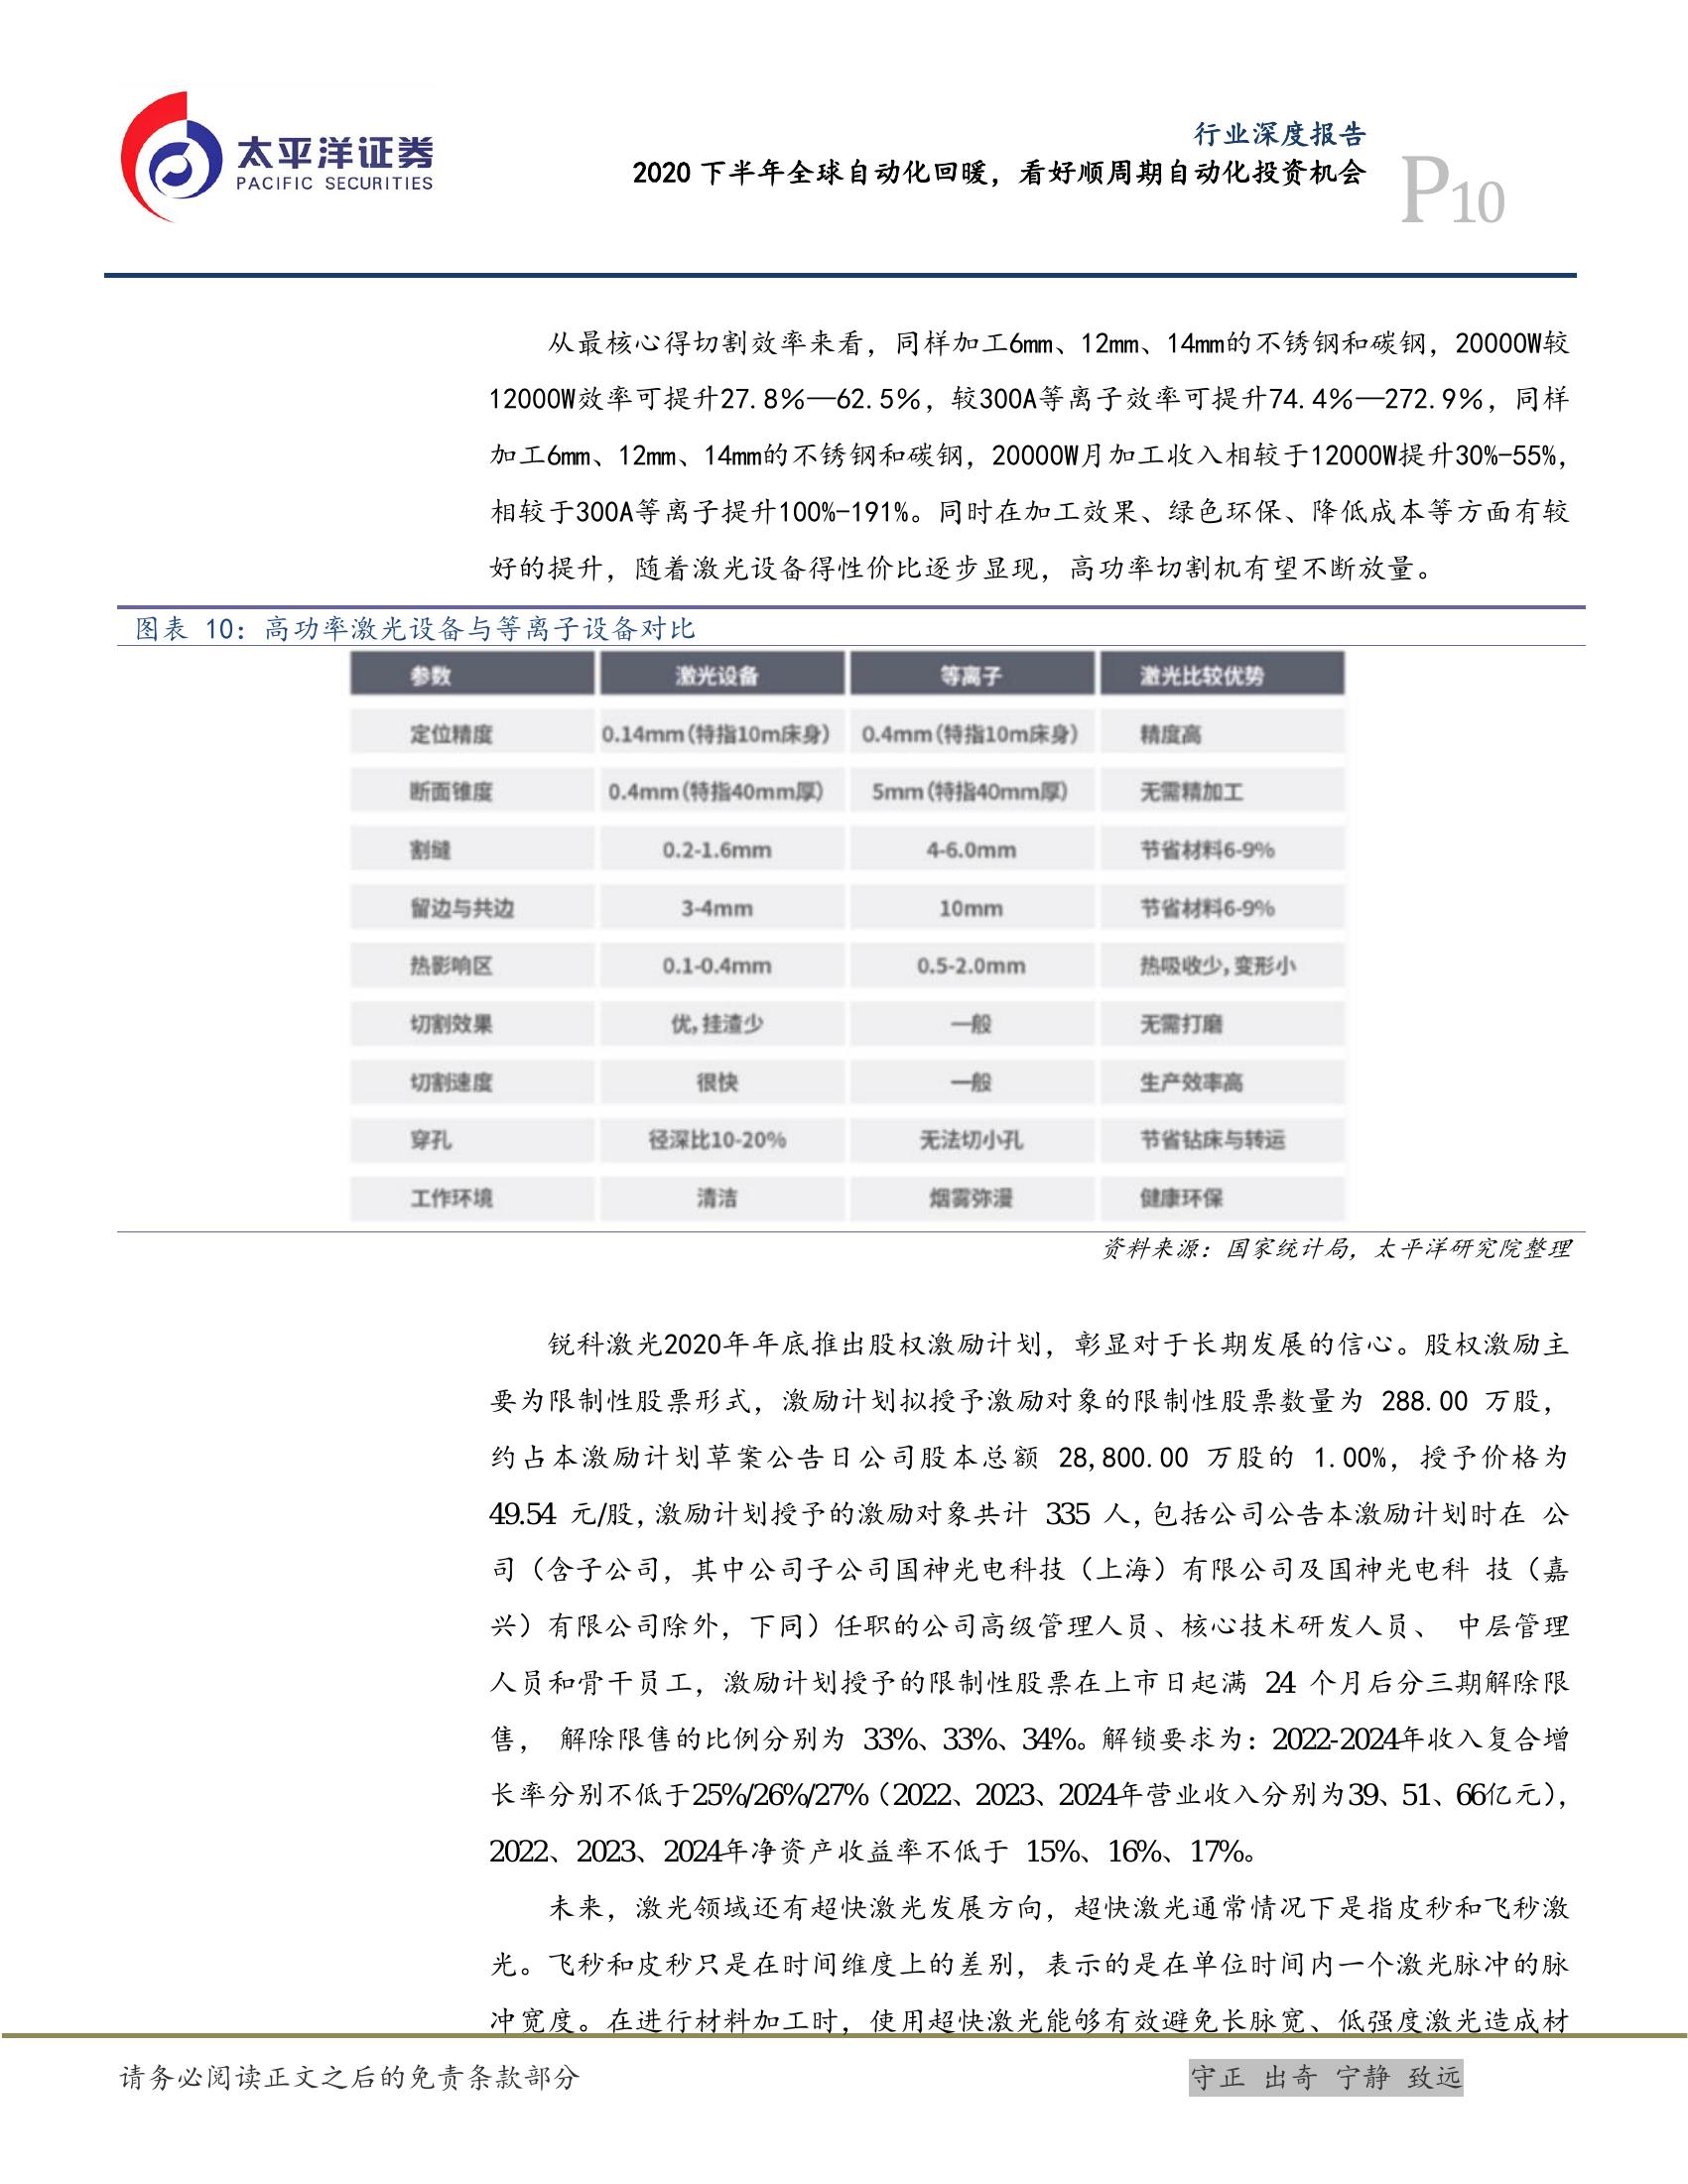 太平洋证券
PACIFIC SECURITIES
行业深度报告
2020 下半年全球自动化回暖，看好顺周期自动化投资机会
P10
从最核心得切割效率来看，同样加工6mm、12mm、14mm的不锈钢和碳钢，20000W较
12000W效率可提升27.8%—62.5%，较300A等离子效率可提升74.4%—272.9%，同样
加工6mm、12mm、14mm的不锈钢和碳钢，20000W月加工收入相较于12000W提升30%-55%，
相较于300A等离子提升100%-191%。同时在加工效果、绿色环保、降低成本等方面有较
好的提升，随着激光设备得性价比逐步显现，高功率切割机有望不断放量。
图表 10：高功率激光设备与等离子设备对比
参数 激光设备 等离子 激光比较优势
定位精度 0.14mm(特指10m床身) 0.4mm(特指10m床身) 精度高
断面锥度 0.4mm(特指40mm厚) 5mm(特指40mm厚) 无需精加工
割缝 0.2-1.6mm 4-6.0mm 节省材料6-9%
留边与共边 3-4mm 10mm 节省材料6-9%
热影响区 0.1-0.4mm 0.5-2.0mm 热吸收少,变形小
切割效果 优,挂渣少 一般 无需打磨
切割速度 很快 一般 生产效率高
穿孔 径深比10-20% 无法切小孔 节省钻床与转运
工作环境 清洁 烟雾弥漫 健康环保
资料来源：国家统计局，太平洋研究院整理
锐科激光2020年年底推出股权激励计划，彰显对于长期发展的信心。股权激励主
要为限制性股票形式，激励计划拟授予激励对象的限制性股票数量为 288.00 万股，
约占本激励计划草案公告日公司股本总额 28,800.00 万股的 1.00%，授予价格为
49.54 元/股，激励计划授予的激励对象共计 335 人，包括公司公告本激励计划时在 公
司（含子公司，其中公司子公司国神光电科技（上海）有限公司及国神光电科 技（嘉
兴）有限公司除外，下同）任职的公司高级管理人员、核心技术研发人员、 中层管理
人员和骨干员工，激励计划授予的限制性股票在上市日起满 24 个月后分三期解除限
售， 解除限售的比例分别为 33%、33%、34%。解锁要求为：2022-2024年收入复合增
长率分别不低于25%/26%/27%（2022、2023、2024年营业收入分别为39、51、66亿元），
2022、2023、2024年净资产收益率不低于 15%、16%、17%。
未来，激光领域还有超快激光发展方向，超快激光通常情况下是指皮秒和飞秒激
光。飞秒和皮秒只是在时间维度上的差别，表示的是在单位时间内一个激光脉冲的脉
冲宽度。在进行材料加工时，使用超快激光能够有效避免长脉宽、低强度激光造成材
请务必阅读正文之后的免责条款部分
守正 出奇 宁静 致远